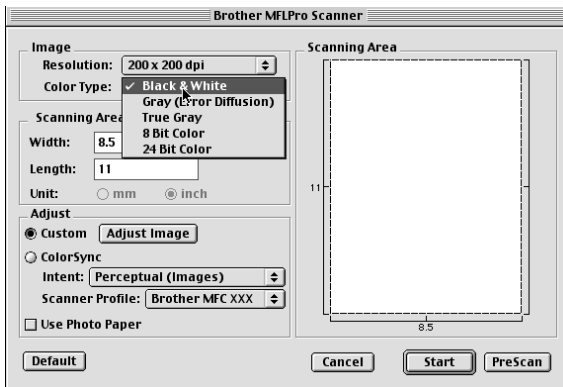 Brother MFLPro Scanner
Image
Resolution: 200 x 200 dpi
Color Type: ✓ Black & White
Gray (Error Diffusion)
True Gray
8 Bit Color
24 Bit Color
Scanning Area
Width: 8.5
Length: 11
Unit: mm inch
Adjust
Custom Adjust Image
ColorSync
Intent: Perceptual (Images)
Scanner Profile: Brother MFC XXX
Use Photo Paper
Scanning Area
11
8.5
Default Cancel Start PreScan